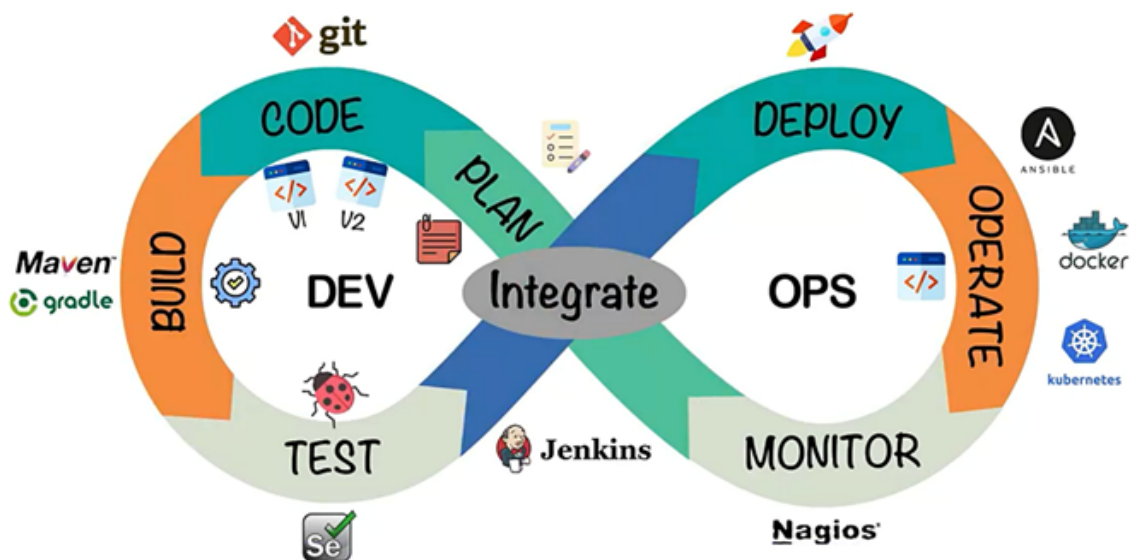 git
CODE
DEPLOY
</>
</>
V1 V2
PLAN
ANSIBLE
Maven™
gradle
BUILD
DEV
Integrate
OPS
</>
OPERATE
docker
kubernetes
TEST
Jenkins
MONITOR
Se
Nagios®